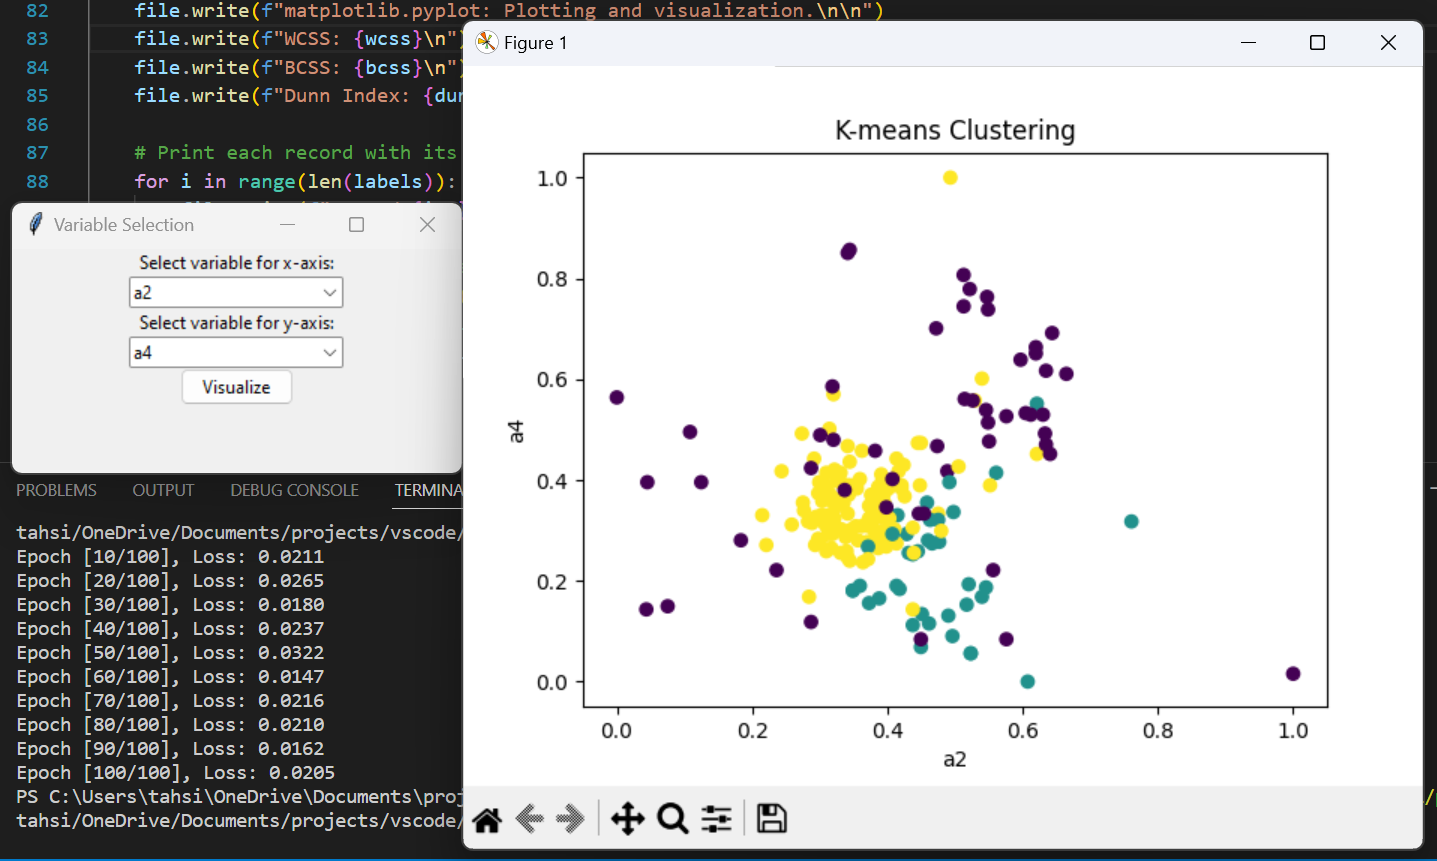 82 file.write(f"matplotlib.pyplot: Plotting and visualization.\n\n")
83 file.write(f"WCSS: {wcss}\n")
84 file.write(f"BCSS: {bcss}\n")
85 file.write(f"Dunn Index: {dun
86
87 # Print each record with its
88 for i in range(len(labels)):
Variable Selection
Select variable for x-axis:
a2
Select variable for y-axis:
a4
Visualize
PROBLEMS OUTPUT DEBUG CONSOLE TERMINA
tahsi/OneDrive/Documents/projects/vscode/
Epoch [10/100], Loss: 0.0211
Epoch [20/100], Loss: 0.0265
Epoch [30/100], Loss: 0.0180
Epoch [40/100], Loss: 0.0237
Epoch [50/100], Loss: 0.0322
Epoch [60/100], Loss: 0.0147
Epoch [70/100], Loss: 0.0216
Epoch [80/100], Loss: 0.0210
Epoch [90/100], Loss: 0.0162
Epoch [100/100], Loss: 0.0205
PS C:\Users\tahsi\OneDrive\Documents\proj
tahsi/OneDrive/Documents/projects/vscode/
Figure 1
K-means Clustering
1.0
0.8
0.6
0.4
0.2
0.0
a4
0.0 0.2 0.4 0.6 0.8 1.0
a2